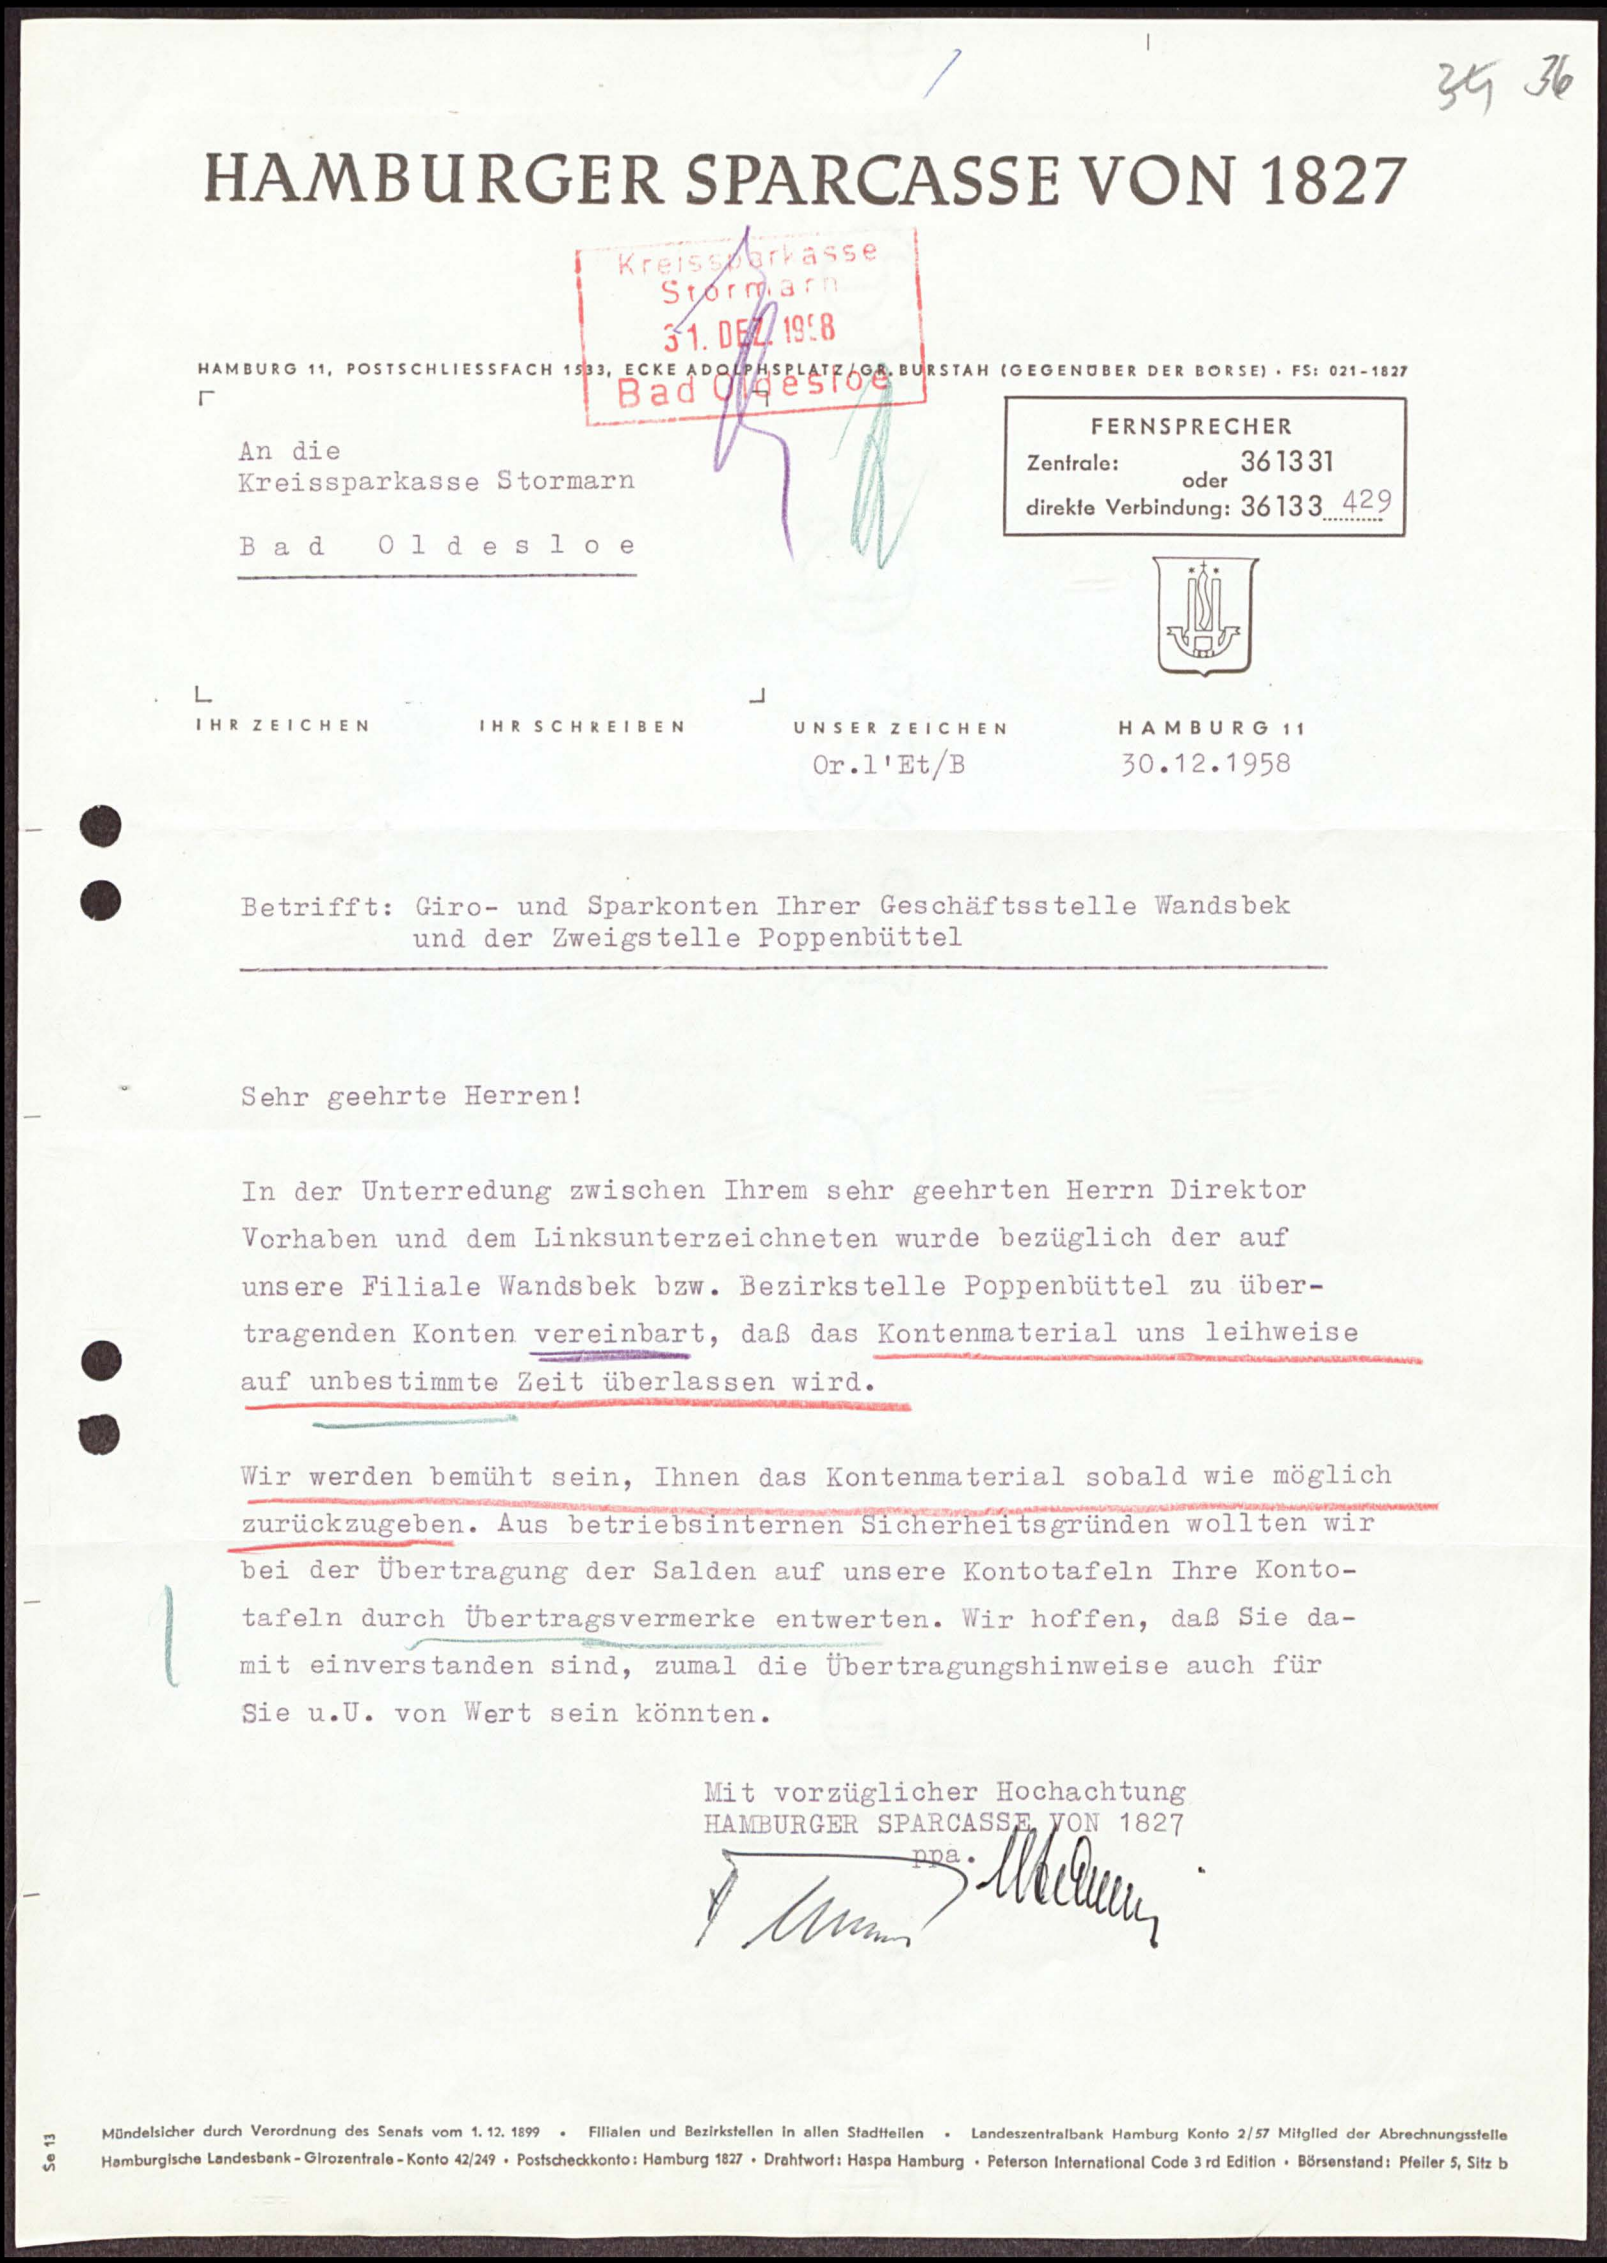 36
HAMBURGER SPARCASSE VON 1827
Kreissparkasse
Stormarn
31. DEZ. 1958
Bad Oldesloe
HAMBURG 11, POSTSCHLIESSFACH 1533, ECKE ADOLPHSPLATZ/GR. BURSTAH (GEGENÜBER DER BÖRSE) • FS: 021-1827
An die
Kreissparkasse Stormarn
Bad Oldesloe
FERNSPRECHER
Zentrale: 361331
oder
direkte Verbindung: 36133 429
IHR ZEICHEN IHR SCHREIBEN UNSER ZEICHEN HAMBURG 11
Or.l'Et/B 30.12.1958
Betrifft: Giro- und Sparkonten Ihrer Geschäftsstelle Wandsbek
und der Zweigstelle Poppenbüttel
Sehr geehrte Herren!
In der Unterredung zwischen Ihrem sehr geehrten Herrn Direktor
Vorhaben und dem Linksunterzeichneten wurde bezüglich der auf
unsere Filiale Wandsbek bzw. Bezirkstelle Poppenbüttel zu über-
tragenden Konten vereinbart, daß das Kontenmaterial uns leihweise
auf unbestimmte Zeit überlassen wird.
Wir werden bemüht sein, Ihnen das Kontenmaterial sobald wie möglich
zurückzugeben. Aus betriebsinternen Sicherheitsgründen wollten wir
bei der Übertragung der Salden auf unsere Kontotafeln Ihre Konto-
tafeln durch Übertragsvermerke entwerten. Wir hoffen, daß Sie da-
mit einverstanden sind, zumal die Übertragungshinweise auch für
Sie u.U. von Wert sein könnten.
Mit vorzüglicher Hochachtung
HAMBURGER SPARCASSE VON 1827
ppa.
Se 13
Mündelsicher durch Verordnung des Senats vom 1. 12. 1899 • Filialen und Bezirkstellen in allen Stadtteilen • Landeszentralbank Hamburg Konto 2/57 Mitglied der Abrechnungsstelle
Hamburgische Landesbank - Girozentrale - Konto 42/249 • Postscheckkonto: Hamburg 1827 • Drahtwort: Haspa Hamburg • Peterson International Code 3 rd Edition • Börsenstand: Pfeiler 5, Sitz b